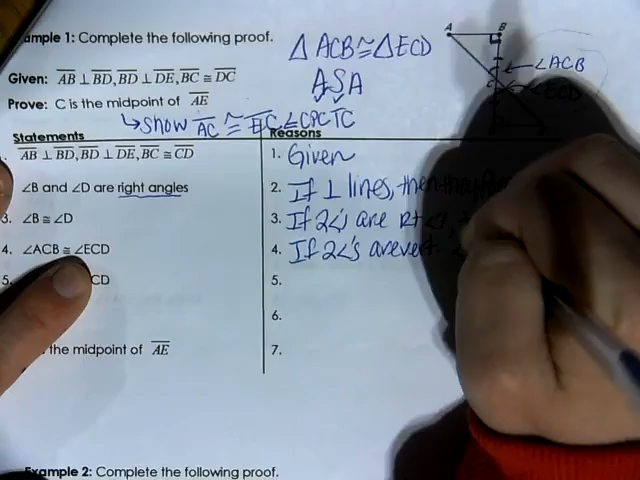 ample 1: Complete the following proof.
△ ACB ≅ △ ECD
A B
Given: AB ⊥ BD, BD ⊥ DE, BC ≅ DC
ASA
∠ACB
∠ECD
Prove: C is the midpoint of AE
↳ Show AC ≅ EC ∠CPCTC
Statements Reasons
AB ⊥ BD, BD ⊥ DE, BC ≅ CD 1. Given
∠B and ∠D are right angles 2. If ⊥ lines, then they
3. ∠B ≅ ∠D 3. If 2∠'s are Rt
4. ∠ACB ≅ ∠ECD 4. If 2∠'s are vert.
5. CD 5.
6.
the midpoint of AE 7.
Example 2: Complete the following proof.